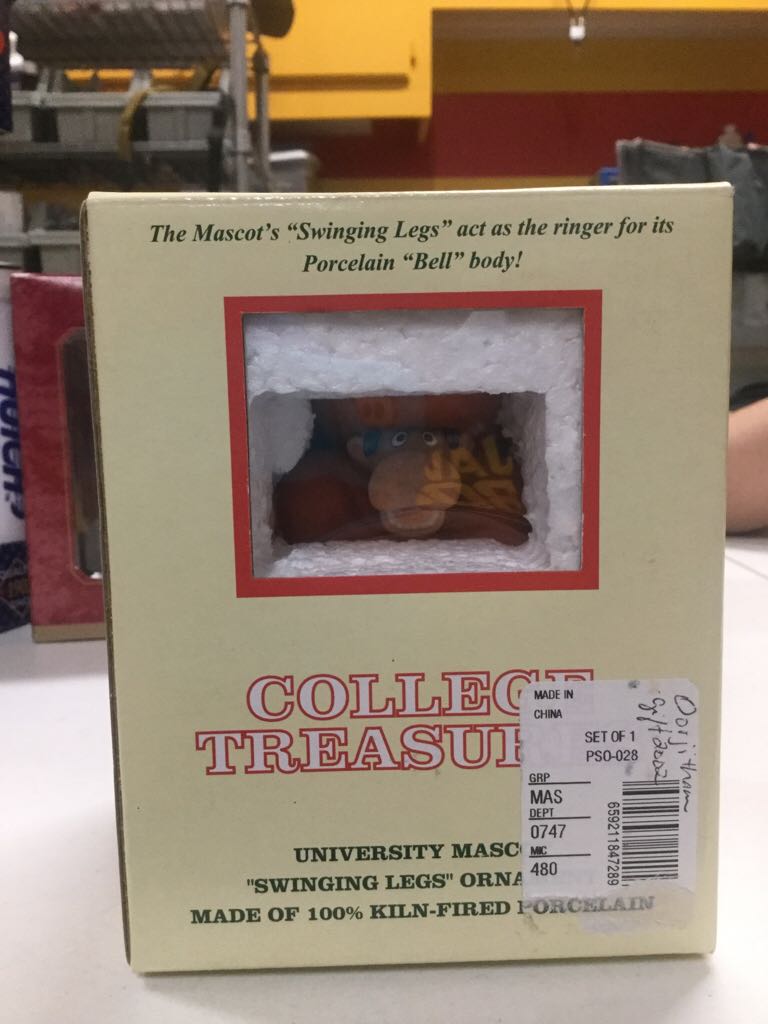 The Mascot's "Swinging Legs" act as the ringer for its
Porcelain "Bell" body!
COLLEGE
TREASU
MADE IN
CHINA
SET OF 1
PSO-028
GRP
MAS
DEPT
0747
MIC
480
659211847289
UNIVERSITY MASC
"SWINGING LEGS" ORNA
MADE OF 100% KILN-FIRED PORCELAIN